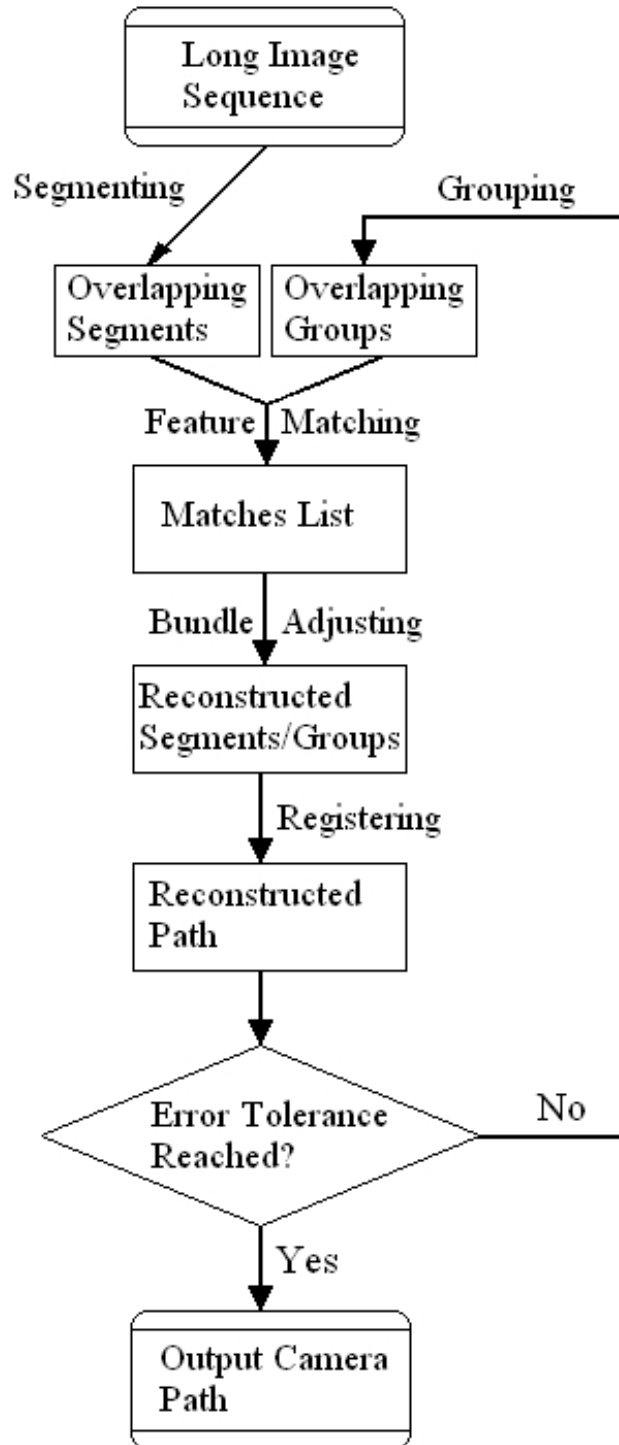 Long Image
Sequence
Segmenting
Grouping
Overlapping
Segments
Overlapping
Groups
Feature Matching
Matches List
Bundle Adjusting
Reconstructed
Segments/Groups
Registering
Reconstructed
Path
Error Tolerance
Reached?
No
Yes
Output Camera
Path